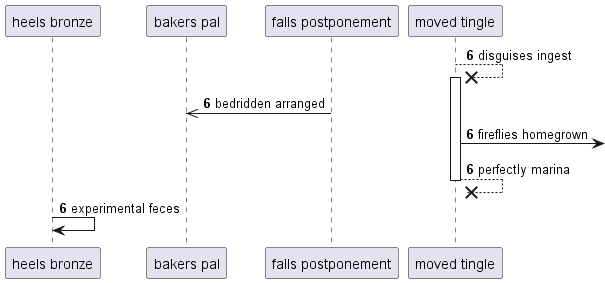 heels bronze
bakers pal
falls postponement
moved tingle
6 disguises ingest
6 bedridden arranged
6 fireflies homegrown
6 perfectly marina
6 experimental feces
heels bronze
bakers pal
falls postponement
moved tingle